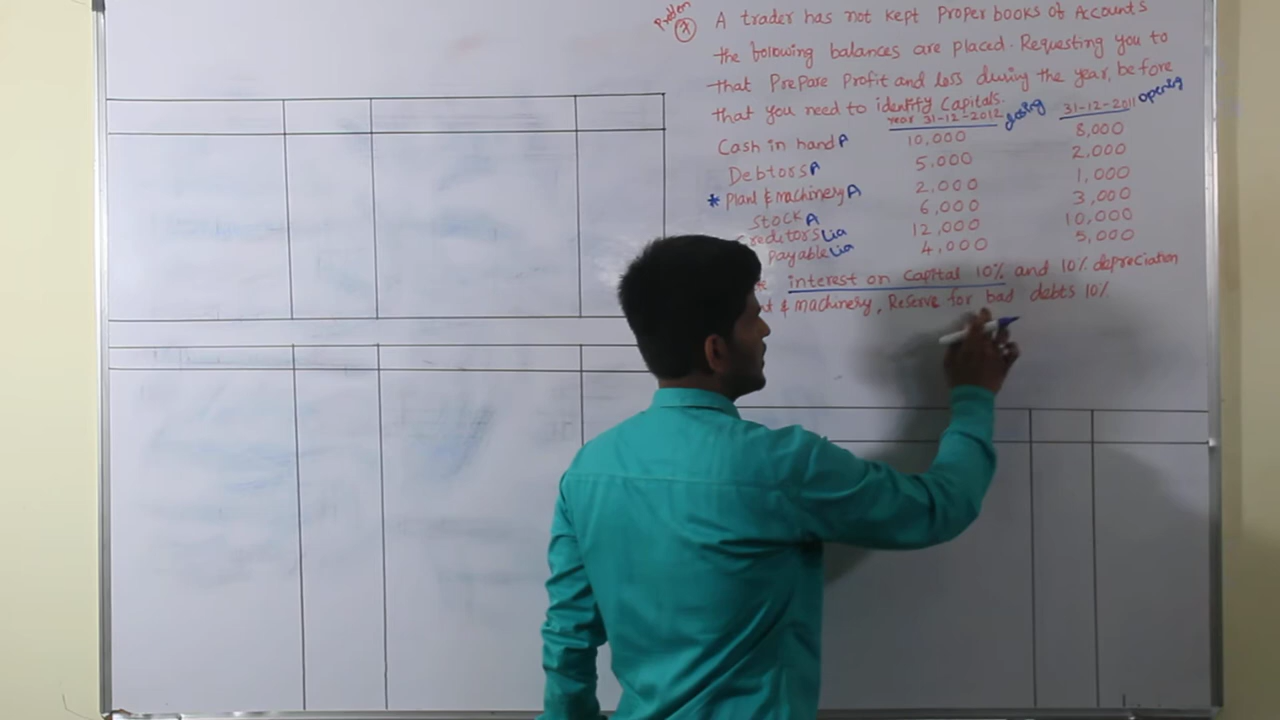 Problem 7
A trader has not kept Proper books of Accounts
the bolowing balances are placed. Requesting you to
that Prepare Profit and loss during the year, before
that you need to identify Capitals.
year 31-12-2012 closing 31-12-2011 opening
Cash in hand A 10,000 8,000
Debtors A 5,000 2,000
* Plant & machinery A 2,000 1,000
Stock A 6,000 3,000
Creditors Lia 12,000 10,000
Payable Lia 4,000 5,000
interest on Capital 10% and 10% depreciation
& machinery, Reserve for bad debts 10%